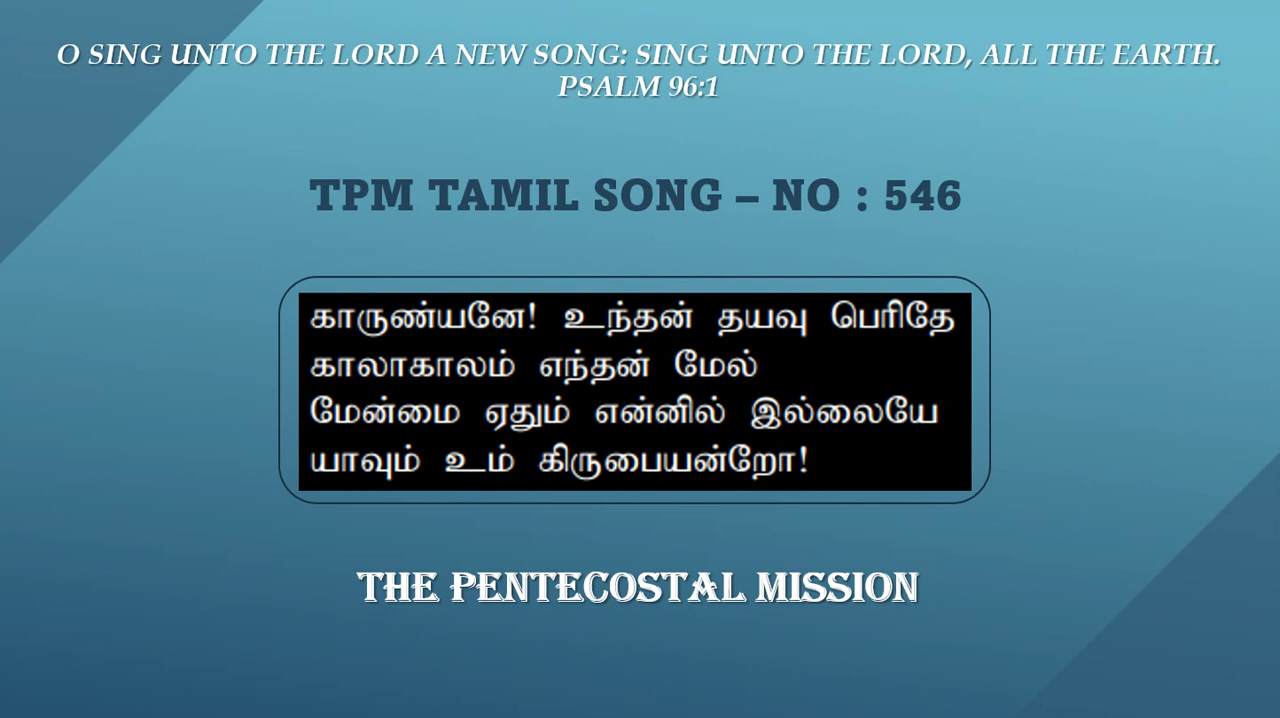 O SING UNTO THE LORD A NEW SONG: SING UNTO THE LORD, ALL THE EARTH.
PSALM 96:1
TPM TAMIL SONG – NO : 546
காருண்யனே! உந்தன் தயவு பெரிதே
காலாகாலம் எந்தன் மேல்
மேன்மை ஏதும் என்னில் இல்லையே
யாவும் உம் கிருபையன்றோ!
THE PENTECOSTAL MISSION